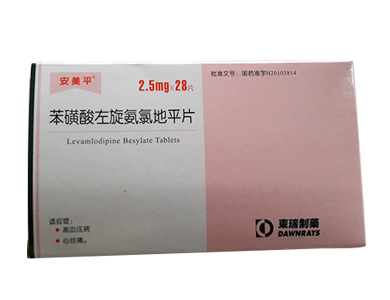 安美平®
2.5mg×28片
批准文号：国药准字H20103814
苯磺酸左旋氨氯地平片
Levamlodipine Besylate Tablets
适应症：
• 高血压病
• 心绞痛。
東瑞制藥
DAWNRAYS